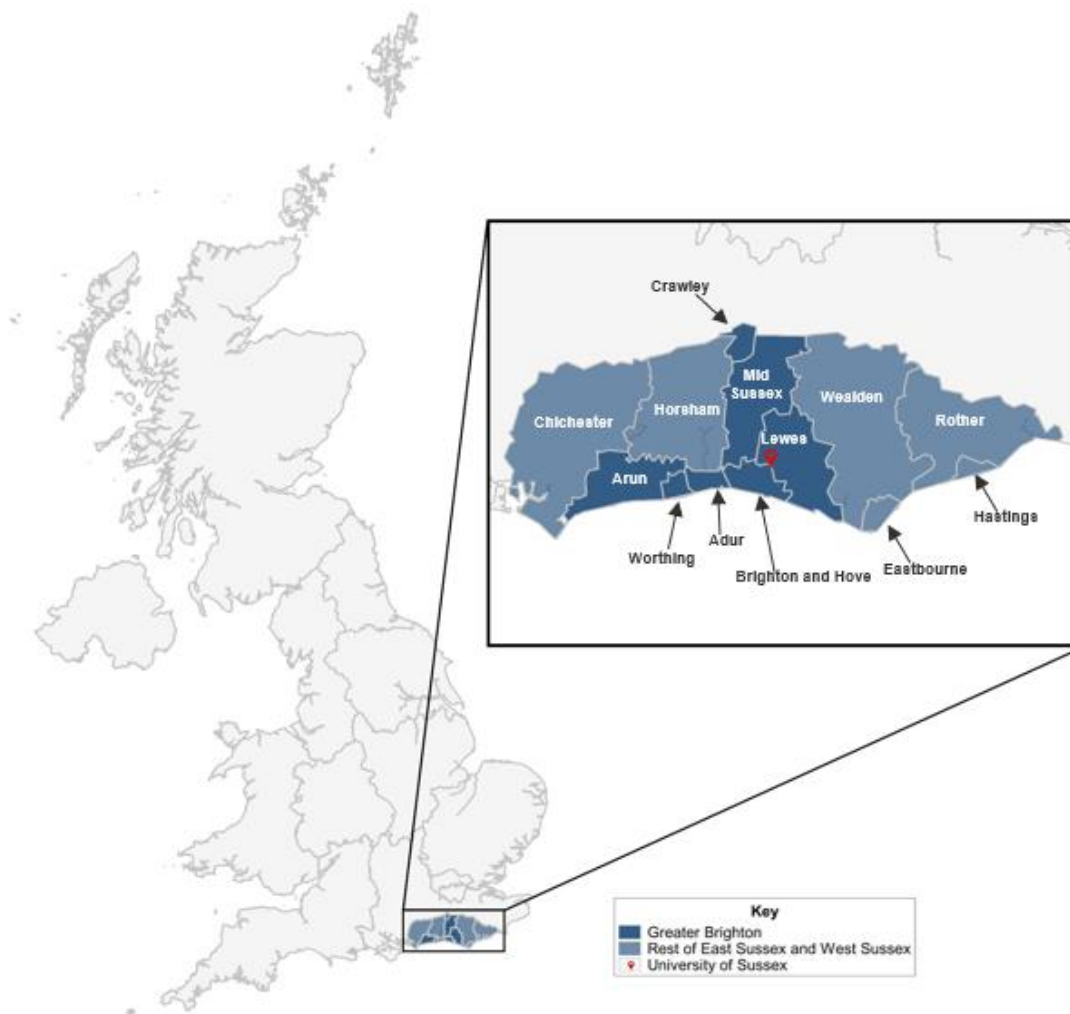 Crawley
Mid
Sussex
Wealden
Horsham
Chichester
Rother
Lewes
Arun
Hastings
Adur
Worthing
Eastbourne
Brighton and Hove
Key
Greater Brighton
Rest of East Sussex and West Sussex
University of Sussex